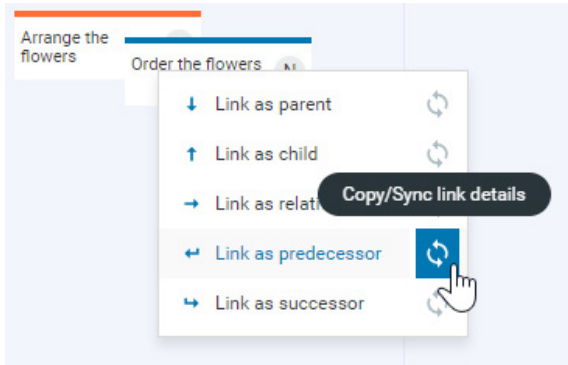 Arrange the
flowers
Order the flowers
Link as parent
Link as child
Copy/Sync link details
Link as relati
Link as predecessor
Link as successor